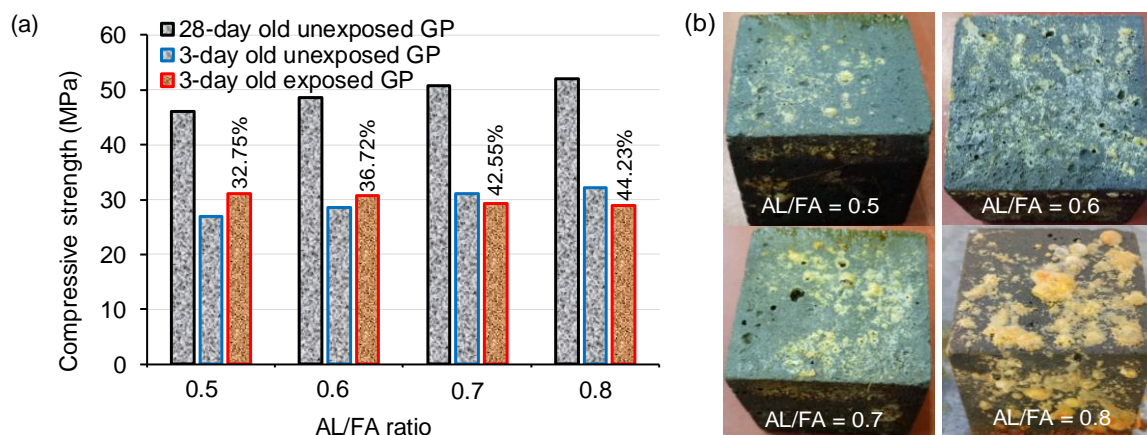 (a)
60
50
40
30
20
10
0
Compressive strength (MPa)
28-day old unexposed GP
3-day old unexposed GP
3-day old exposed GP
32.75%
36.72%
42.55%
44.23%
0.5
0.6
0.7
0.8
AL/FA ratio
(b)
AL/FA = 0.5
AL/FA = 0.6
AL/FA = 0.7
AL/FA = 0.8